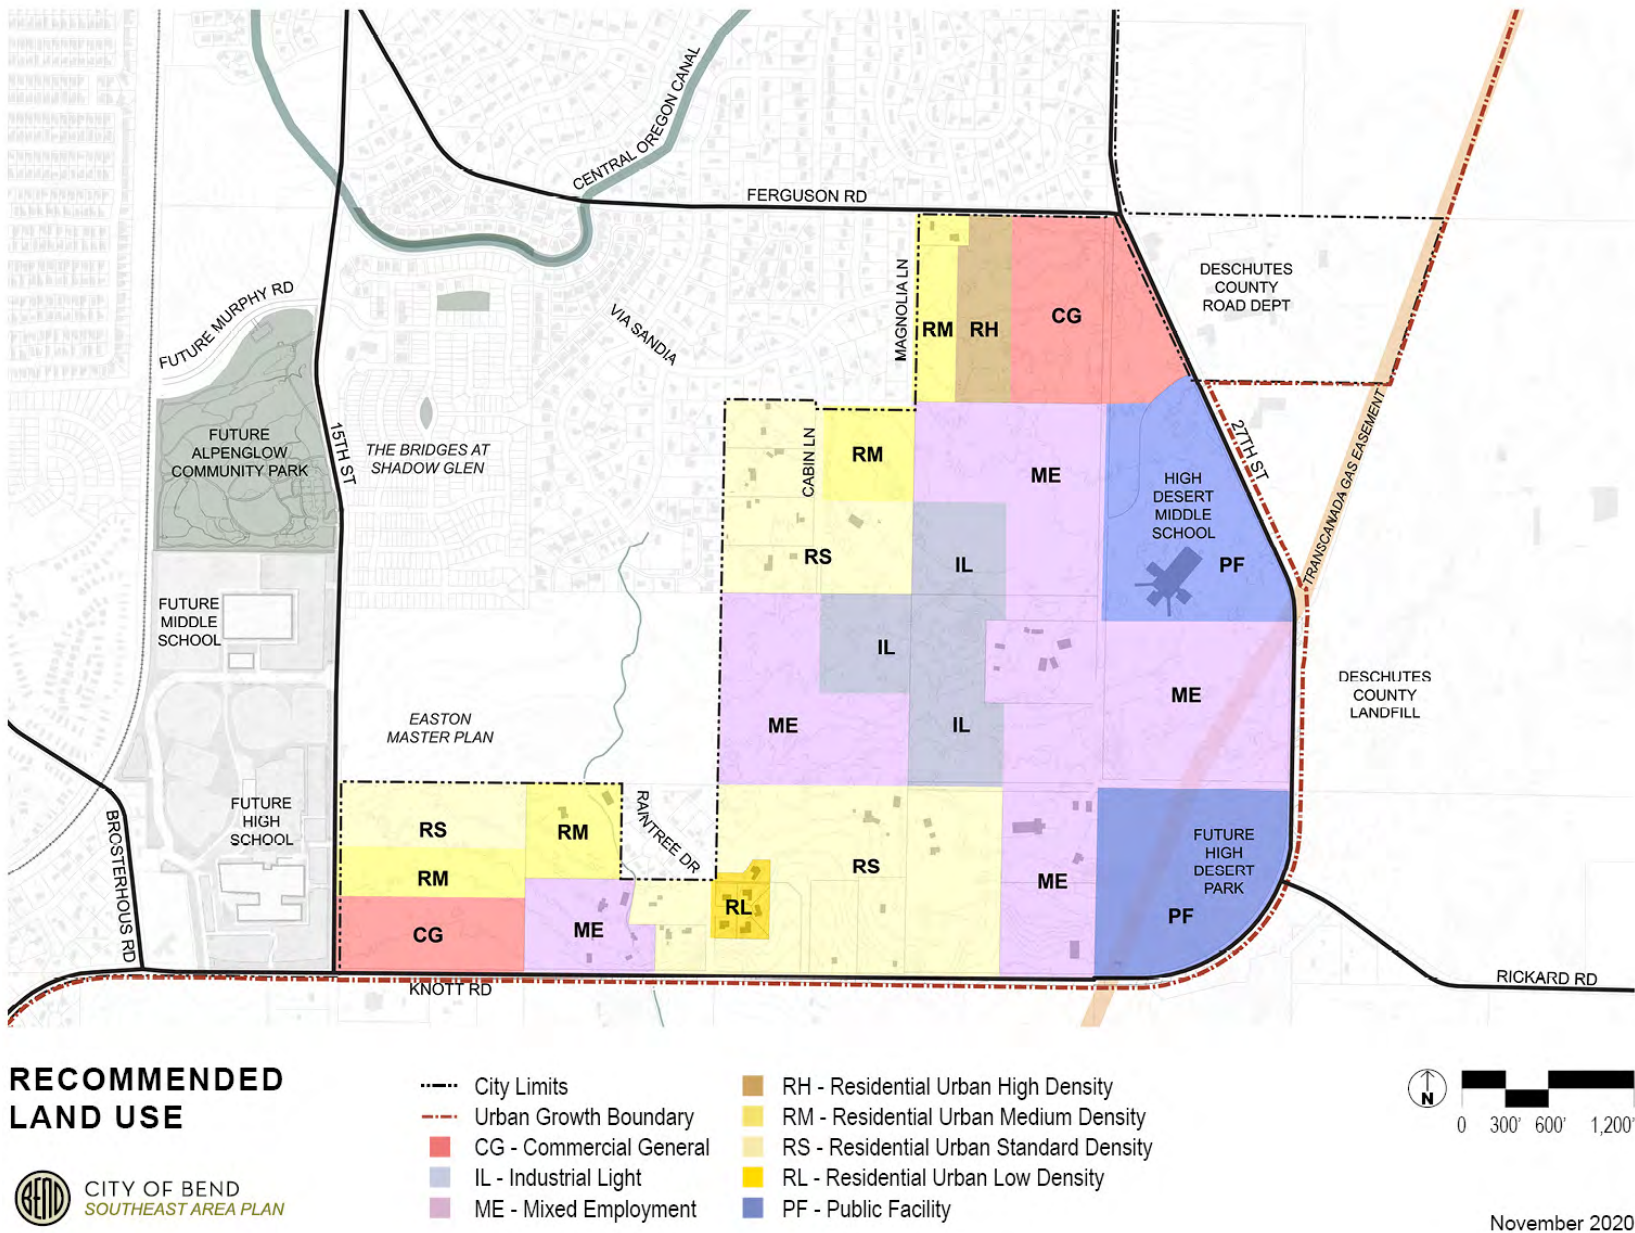 CENTRAL OREGON CANAL
FERGUSON RD
DESCHUTES
COUNTY
ROAD DEPT
MAGNOLIA LN
FUTURE MURPHY RD
VIA SANDIA
RM
RH
CG
FUTURE
ALPENGLOW
COMMUNITY PARK
15TH ST
THE BRIDGES AT
SHADOW GLEN
CABIN LN
RM
ME
27TH ST
TRANSCANADA GAS EASEMENT
HIGH
DESERT
MIDDLE
SCHOOL
RS
IL
PF
FUTURE
MIDDLE
SCHOOL
IL
DESCHUTES
COUNTY
LANDFILL
ME
EASTON
MASTER PLAN
ME
IL
FUTURE
HIGH
SCHOOL
BROSTERHOUS RD
RS
RM
RAINTREE DR
RM
RS
ME
FUTURE
HIGH
DESERT
PARK
RL
PF
CG
ME
KNOTT RD
RICKARD RD
RECOMMENDED
LAND USE
BEND
CITY OF BEND
SOUTHEAST AREA PLAN
City Limits
Urban Growth Boundary
CG - Commercial General
IL - Industrial Light
ME - Mixed Employment
RH - Residential Urban High Density
RM - Residential Urban Medium Density
RS - Residential Urban Standard Density
RL - Residential Urban Low Density
PF - Public Facility
N
0 300' 600' 1,200'
November 2020